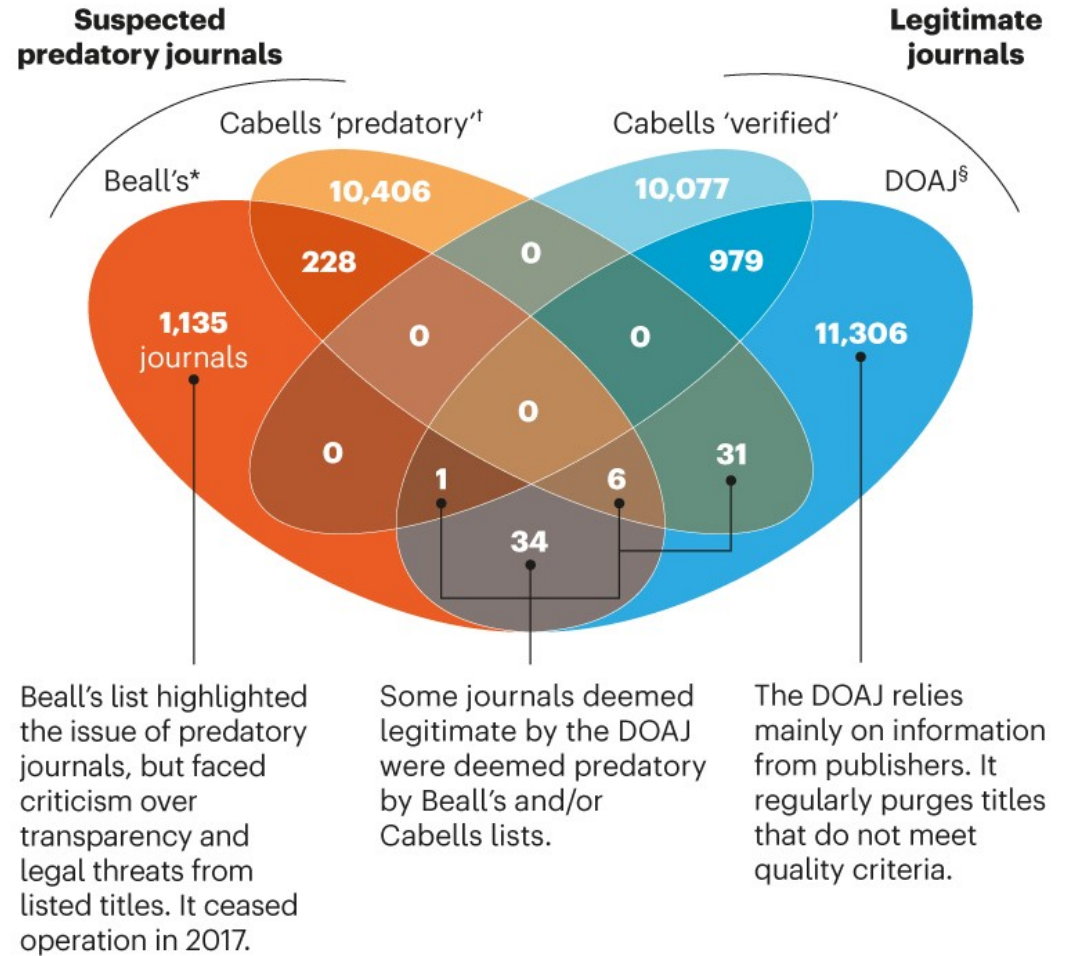 Suspected
predatory journals
Legitimate
journals
Cabells ‘predatory’†
Cabells ‘verified’
Beall’s*
DOAJ§
10,406
10,077
228
0
979
1,135
journals
0
0
11,306
0
0
31
1
6
34
Beall’s list highlighted
the issue of predatory
journals, but faced
criticism over
transparency and
legal threats from
listed titles. It ceased
operation in 2017.
Some journals deemed
legitimate by the DOAJ
were deemed predatory
by Beall’s and/or
Cabells lists.
The DOAJ relies
mainly on information
from publishers. It
regularly purges titles
that do not meet
quality criteria.